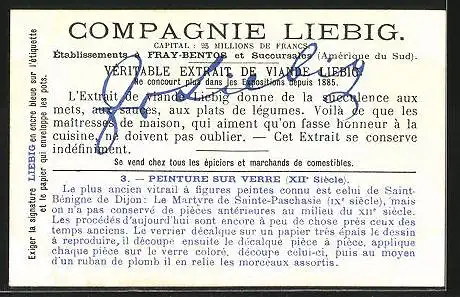 COMPAGNIE LIEBIG.
CAPITAL: 25 MILLIONS DE FRANCS
Établissements à FRAY-BENTOS et Succursales (Amérique du Sud).
VÉRITABLE EXTRAIT DE VIANDE LIEBIG.
ne concourt plus dans les Expositions depuis 1885.
L'Extrait de viande Liebig donne de la succulence aux
mets, aux sauces, aux plats de légumes. Voilà ce que les
maîtresses de maison, qui aiment qu'on fasse honneur à la
cuisine, ne doivent pas oublier. — Cet Extrait se conserve
indéfiniment.
Se vend chez tous les épiciers et marchands de comestibles.
3. — PEINTURE SUR VERRE (XIIe Siècle).
Le plus ancien vitrail à figures peintes connu est celui de Saint-
Bénigne de Dijon: Le Martyre de Sainte-Paschasie (IXe siècle), mais
on n'a pas conservé de pièces antérieures au milieu du XIIe siècle.
Les procédés d'aujourd'hui sont encore à peu de chose près ceux des
temps anciens. Le verrier décalque sur un papier très épais le dessin
à reproduire, il découpe ensuite le décalque pièce à pièce, applique
chaque pièce sur le verre coloré, découpe celui-ci, puis au moyen
d'un ruban de plomb il en relie les morceaux assortis.
Exiger la signature LIEBIG en encre bleue sur l'étiquette
et le papier qui enveloppe les pots.